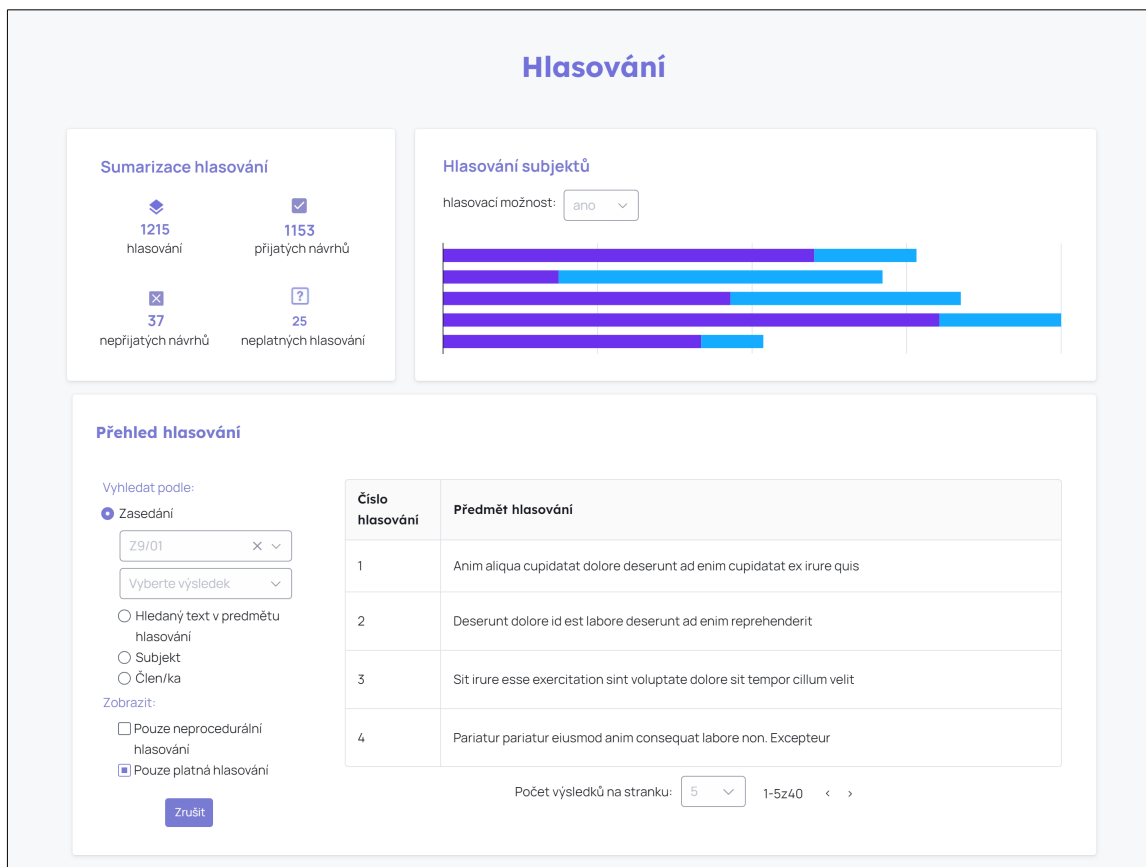 Hlasování
Sumarizace hlasování
1215
hlasování
1153
přijatých návrhů
37
nepřijatých návrhů
25
neplatných hlasování
Hlasování subjektů
hlasovací možnost:
ano
Přehled hlasování
Vyhledat podle:
Zasedání
Z9/01
Vyberte výsledek
Hledaný text v predmětu
hlasování
Subjekt
Člen/ka
Zobrazit:
Pouze neprocedurální
hlasování
Pouze platná hlasování
Zrušit
Číslo
hlasování
Předmět hlasování
1 Anim aliqua cupidatat dolore deserunt ad enim cupidatat ex irure quis
2 Deserunt dolore id est labore deserunt ad enim reprehenderit
3 Sit irure esse exercitation sint voluptate dolore sit tempor cillum velit
4 Pariatur pariatur eiusmod anim consequat labore non. Excepteur
Počet výsledků na stranku: 5 1-5z40